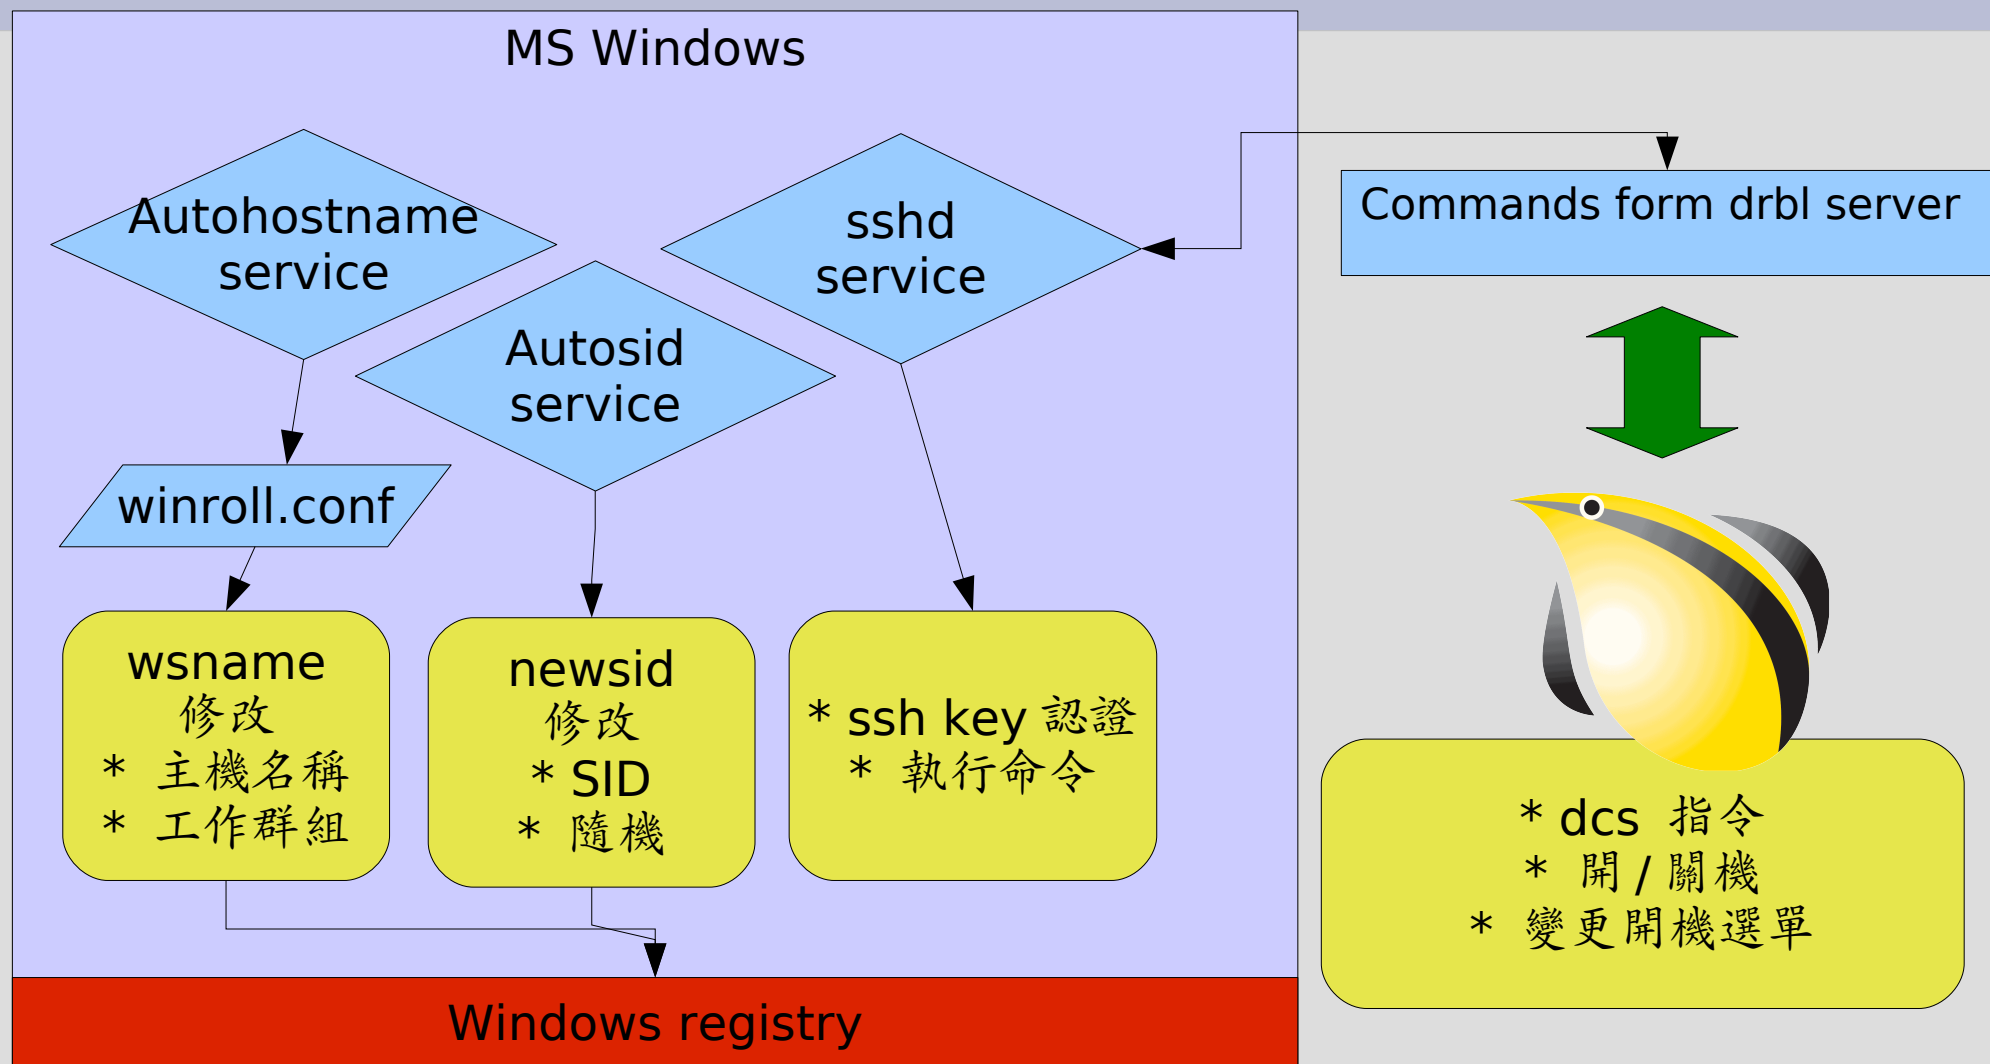 MS Windows
Autohostname
service
sshd
service
Commands form drbl server
Autosid
service
winroll.conf
wsname
修改
* 主機名稱
* 工作群組
newsid
修改
* SID
* 隨機
* ssh key 認證
* 執行命令
* dcs 指令
* 開 / 關機
* 變更開機選單
Windows registry